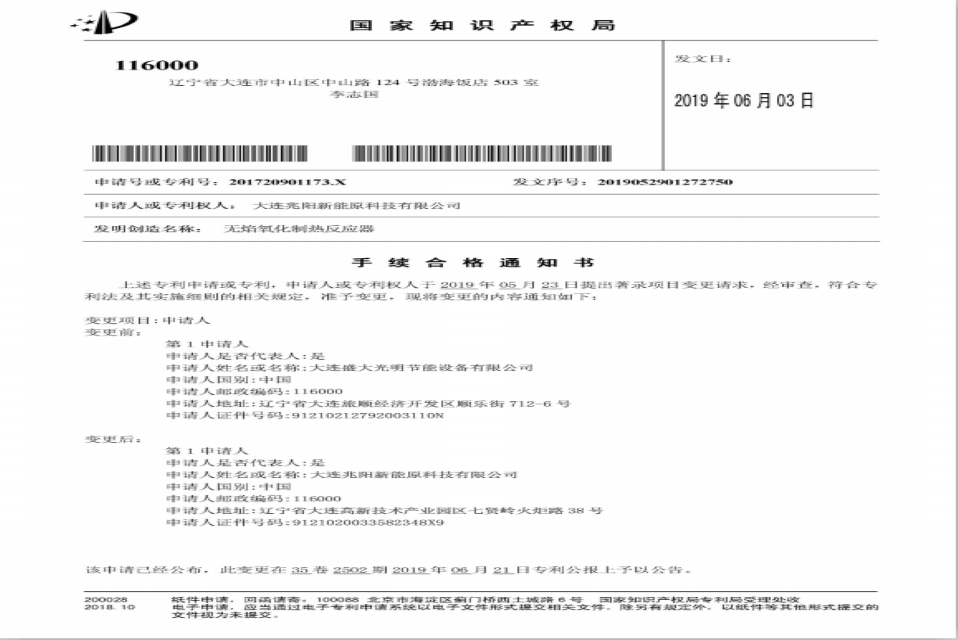 国家知识产权局
116000
辽宁省大连市中山区中山路 124 号渤海饭店 503 室
李志国
发文日：
2019 年 06 月 03 日
申请号或专利号：201720901173.X
发文序号：2019052901272750
申请人或专利权人：大连兆阳新能原科技有限公司
发明创造名称：无焰氧化制热反应器
手续合格通知书
上述专利申请或专利，申请人或专利权人于 2019 年 05 月 23 日提出著录项目变更请求，经审查，符合专
利法及其实施细则的相关规定，准予变更，现将变更的内容通知如下：
变更项目:申请人
变更前：
第 1 申请人
申请人是否代表人:是
申请人姓名或名称:大连盛大光明节能设备有限公司
申请人国别:中国
申请人邮政编码:116000
申请人地址:辽宁省大连旅顺经济开发区顺乐街 712-6 号
申请人证件号码:91210212792003110N
变更后：
第 1 申请人
申请人是否代表人:是
申请人姓名或名称:大连兆阳新能原科技有限公司
申请人国别:中国
申请人邮政编码:116000
申请人地址:辽宁省大连高新技术产业园区七贤岭火炬路 38 号
申请人证件号码:9121020033582348X9
该申请已经公布，此变更在 35 卷 2502 期 2019 年 06 月 21 日专利公报上予以公告。
200028 纸件申请，回函请寄：100088 北京市海淀区蓟门桥西土城路 6 号 国家知识产权局专利局受理处收
2018.10 电子申请，应当通过电子专利申请系统以电子文件形式提交相关文件。除另有规定外，以纸件等其他形式提交的
文件视为未提交。